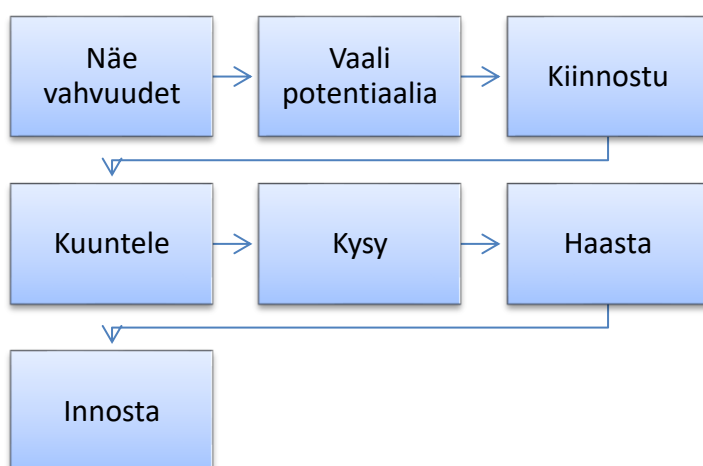 Näe
vahvuudet
Vaali
potentiaalia
Kiinnostu
Kuuntele
Kysy
Haasta
Innosta